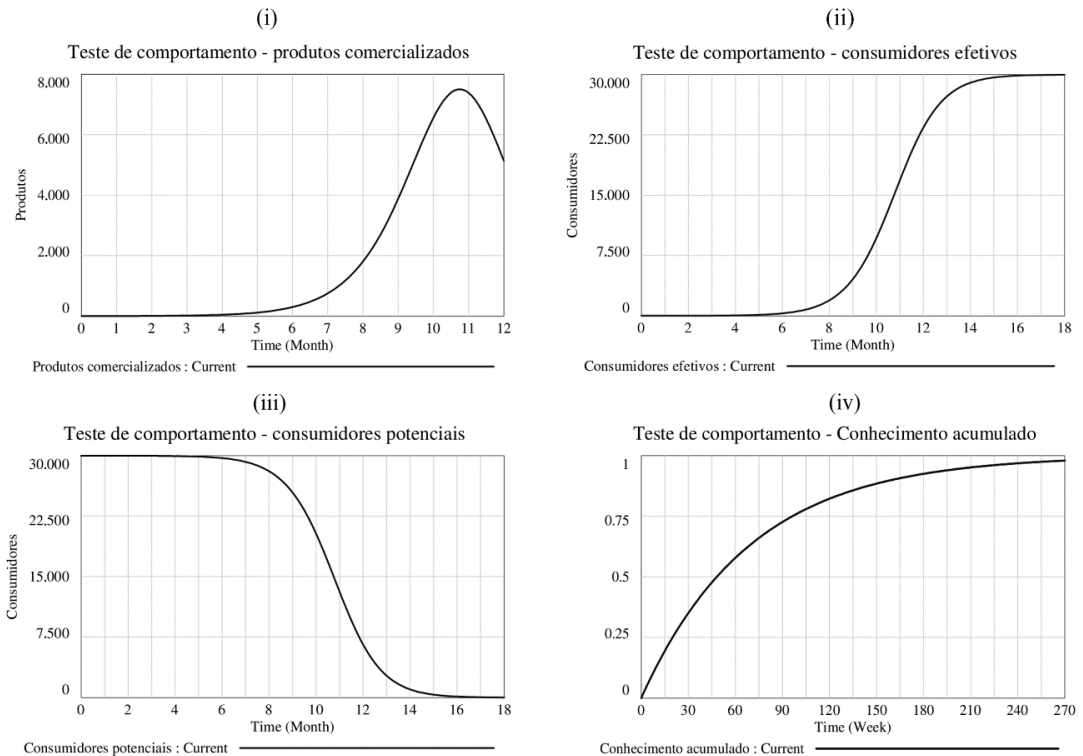 (i)
Teste de comportamento - produtos comercializados
8.000
6.000
4.000
2.000
0
Produtos
0 1 2 3 4 5 6 7 8 9 10 11 12
Time (Month)
Produtos comercializados : Current
(ii)
Teste de comportamento - consumidores efetivos
30.000
22.500
15.000
7.500
0
Consumidores
0 2 4 6 8 10 12 14 16 18
Time (Month)
Consumidores efetivos : Current
(iii)
Teste de comportamento - consumidores potenciais
30.000
22.500
15.000
7.500
0
Consumidores
0 2 4 6 8 10 12 14 16 18
Time (Month)
Consumidores potenciais : Current
(iv)
Teste de comportamento - Conhecimento acumulado
1
0.75
0.5
0.25
0
0 30 60 90 120 150 180 210 240 270
Time (Week)
Conhecimento acumulado : Current